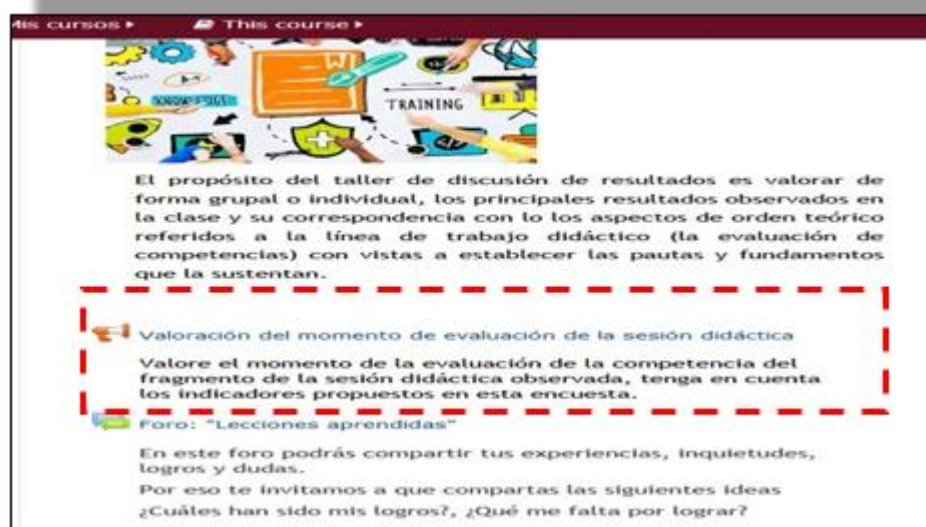 Mis cursos This course
KNOWLEDGE
TRAINING
El propósito del taller de discusión de resultados es valorar de
forma grupal o individual, los principales resultados observados en
la clase y su correspondencia con lo los aspectos de orden teórico
referidos a la línea de trabajo didáctico (la evaluación de
competencias) con vistas a establecer las pautas y fundamentos
que la sustentan.
Valoración del momento de evaluación de la sesión didáctica
Valore el momento de la evaluación de la competencia del
fragmento de la sesión didáctica observada, tenga en cuenta
los indicadores propuestos en esta encuesta.
Foro: "Lecciones aprendidas"
En este foro podrás compartir tus experiencias, inquietudes,
logros y dudas.
Por eso te invitamos a que compartas las siguientes ideas
¿Cuáles han sido mis logros?, ¿Qué me falta por lograr?